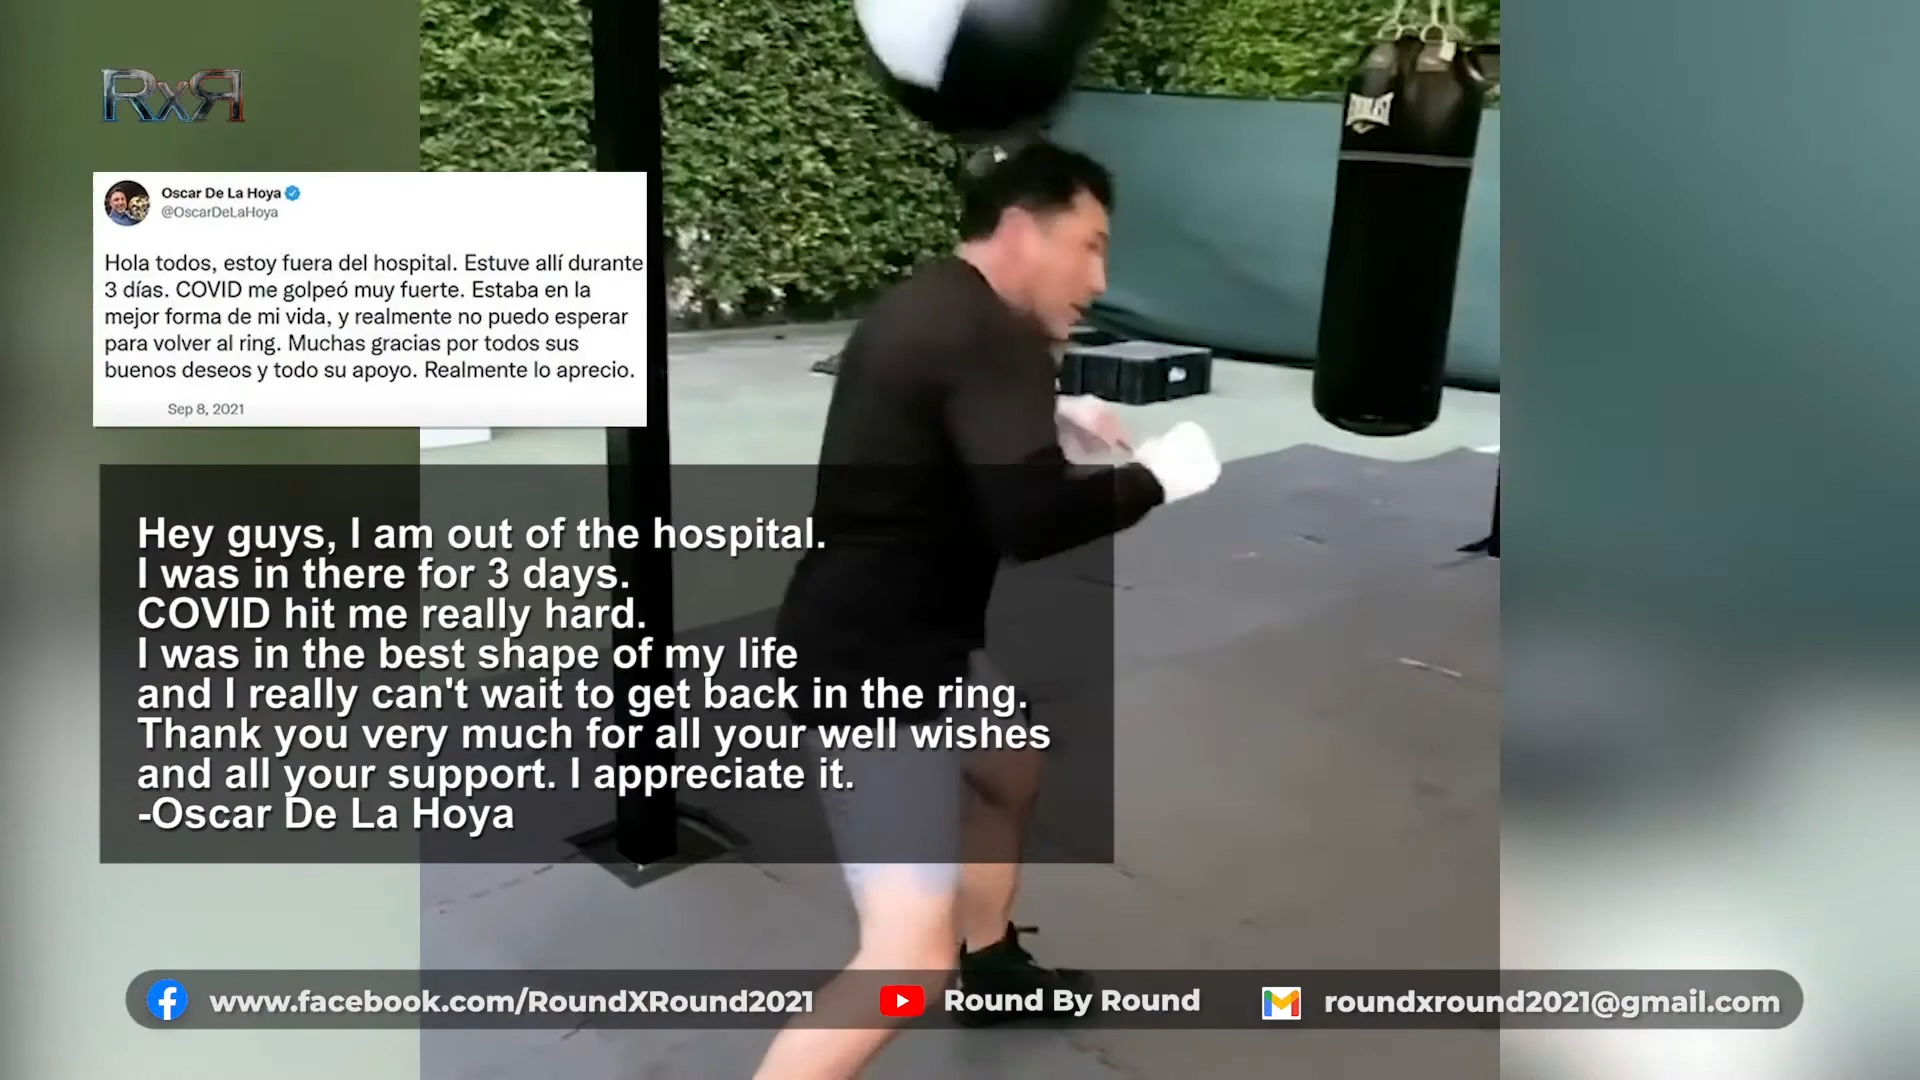 RxR
Oscar De La Hoya
@OscarDeLaHoya
Hola todos, estoy fuera del hospital. Estuve allí durante
3 días. COVID me golpeó muy fuerte. Estaba en la
mejor forma de mi vida, y realmente no puedo esperar
para volver al ring. Muchas gracias por todos sus
buenos deseos y todo su apoyo. Realmente lo aprecio.
Sep 8, 2021
EVERLAST
Hey guys, I am out of the hospital.
I was in there for 3 days.
COVID hit me really hard.
I was in the best shape of my life
and I really can't wait to get back in the ring.
Thank you very much for all your well wishes
and all your support. I appreciate it.
-Oscar De La Hoya
www.facebook.com/RoundXRound2021
Round By Round
roundxround2021@gmail.com